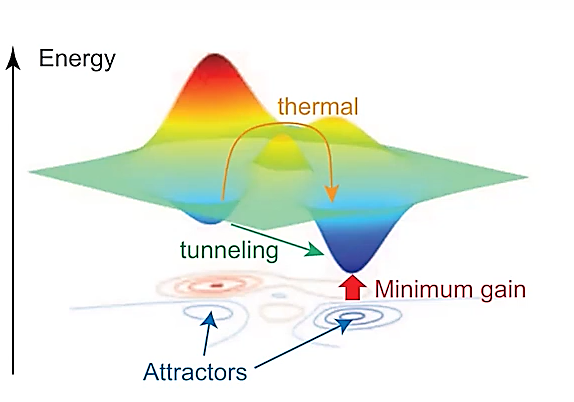 Energy
thermal
tunneling
Minimum gain
Attractors